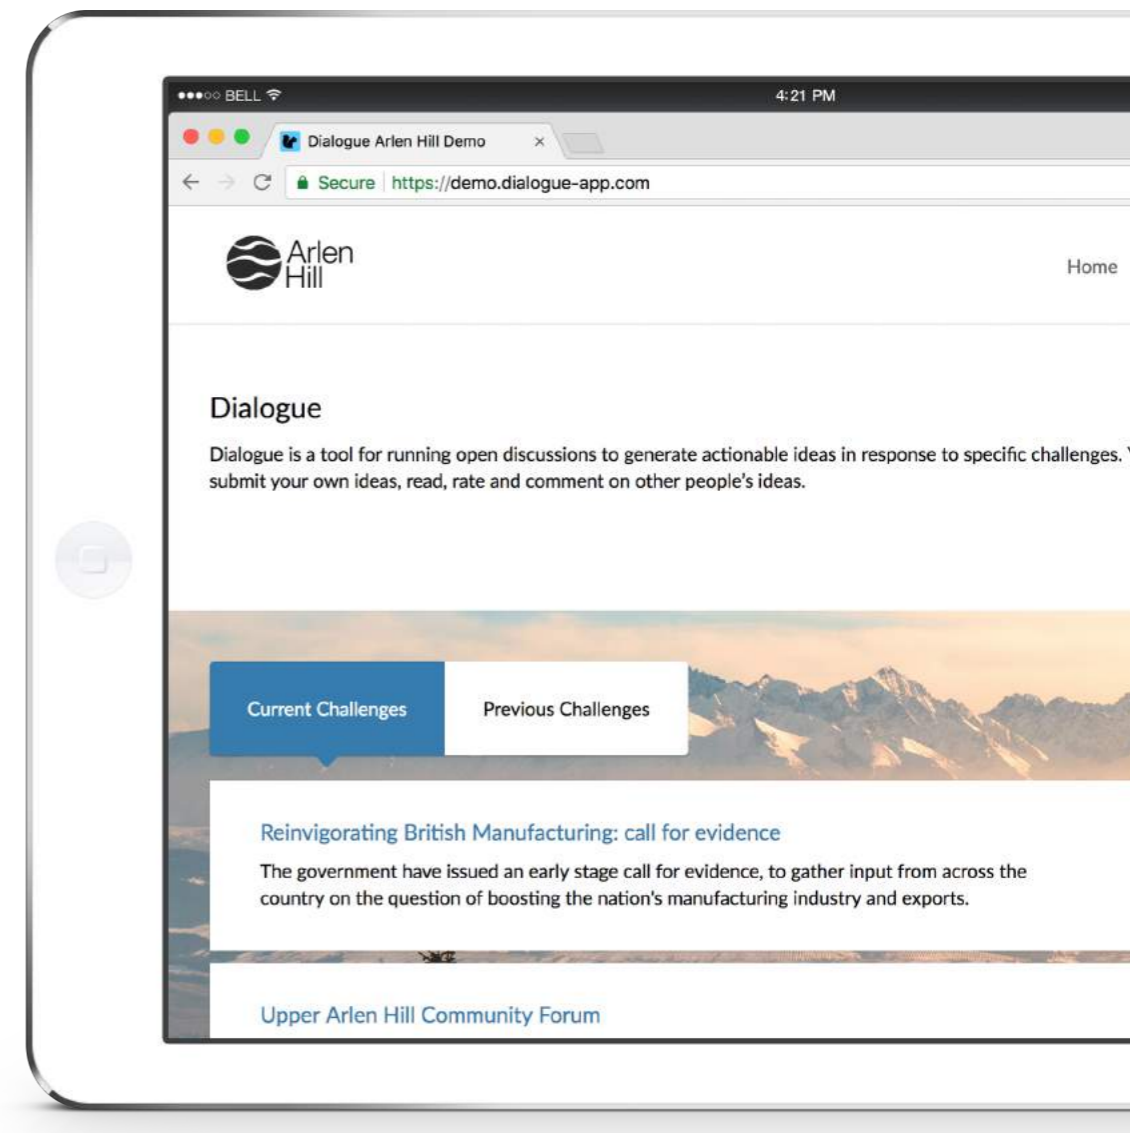 BELL 4:21 PM
Dialogue Arlen Hill Demo ×
Secure https://demo.dialogue-app.com
Arlen
Hill
Home
Dialogue
Dialogue is a tool for running open discussions to generate actionable ideas in response to specific challenges.
submit your own ideas, read, rate and comment on other people's ideas.
Current Challenges Previous Challenges
Reinvigorating British Manufacturing: call for evidence
The government have issued an early stage call for evidence, to gather input from across the
country on the question of boosting the nation's manufacturing industry and exports.
Upper Arlen Hill Community Forum